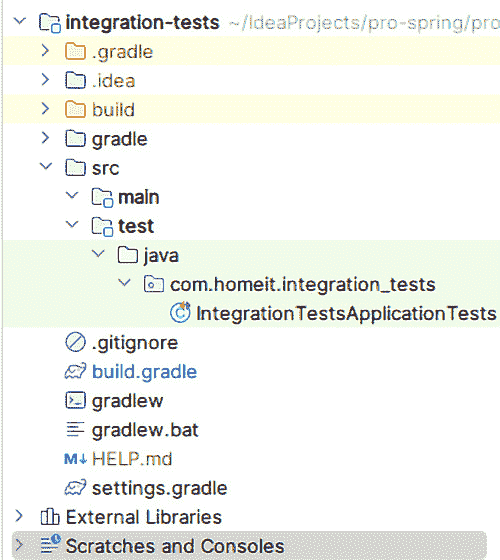 integration-tests ~/IdeaProjects/pro-spring/pro
.gradle
.idea
build
gradle
src
main
test
java
com.homeit.integration_tests
IntegrationTestsApplicationTests
.gitignore
build.gradle
gradlew
gradlew.bat
M↓ HELP.md
settings.gradle
External Libraries
Scratches and Consoles